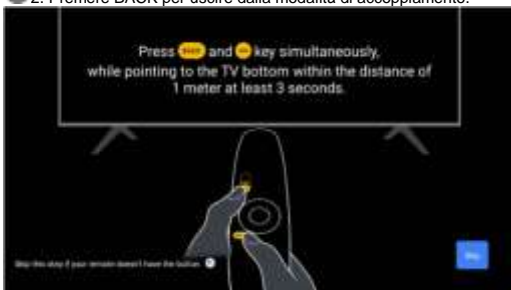 2. Premere BACK per uscire dalla modalità di accoppiamento.
Press and key simultaneously,
while pointing to the TV bottom within the distance of
1 meter at least 3 seconds.
Skip this step if your remote doesn't have the button